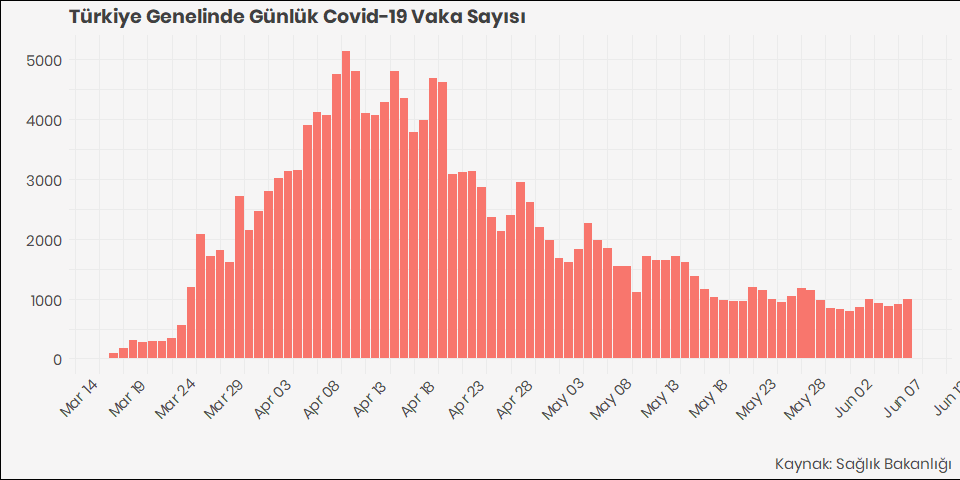 Türkiye Genelinde Günlük Covid-19 Vaka Sayısı
5000
4000
3000
2000
1000
0
Mar 14
Mar 19
Mar 24
Mar 29
Apr 03
Apr 08
Apr 13
Apr 18
Apr 23
Apr 28
May 03
May 08
May 13
May 18
May 23
May 28
Jun 02
Jun 07
Jun
Kaynak: Sağlık Bakanlığı